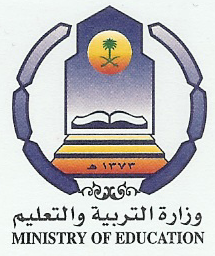 ١٣٧٣ هـ
وزارة التربية والتعليم
MINISTRY OF EDUCATION